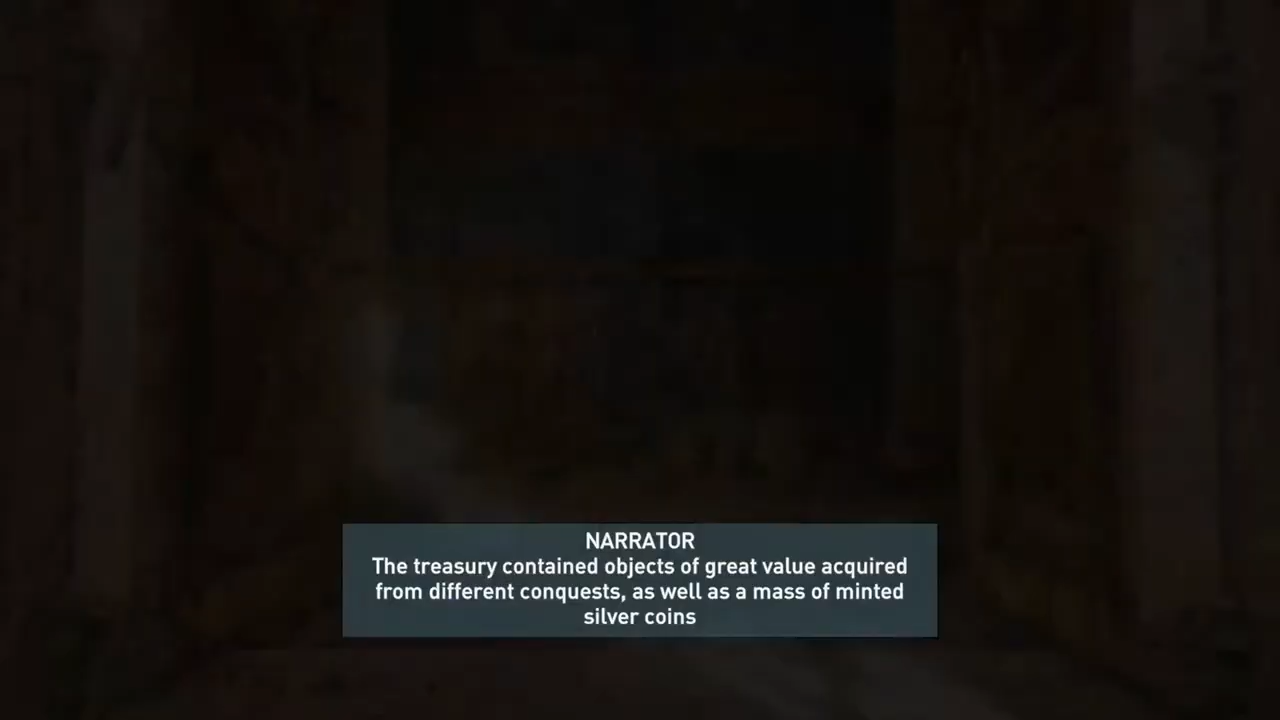 NARRATOR
The treasury contained objects of great value acquired
from different conquests, as well as a mass of minted
silver coins